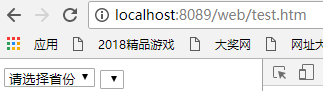 localhost:8089/web/test.htm
应用 2018精品游戏 大奖网 网址大
请选择省份